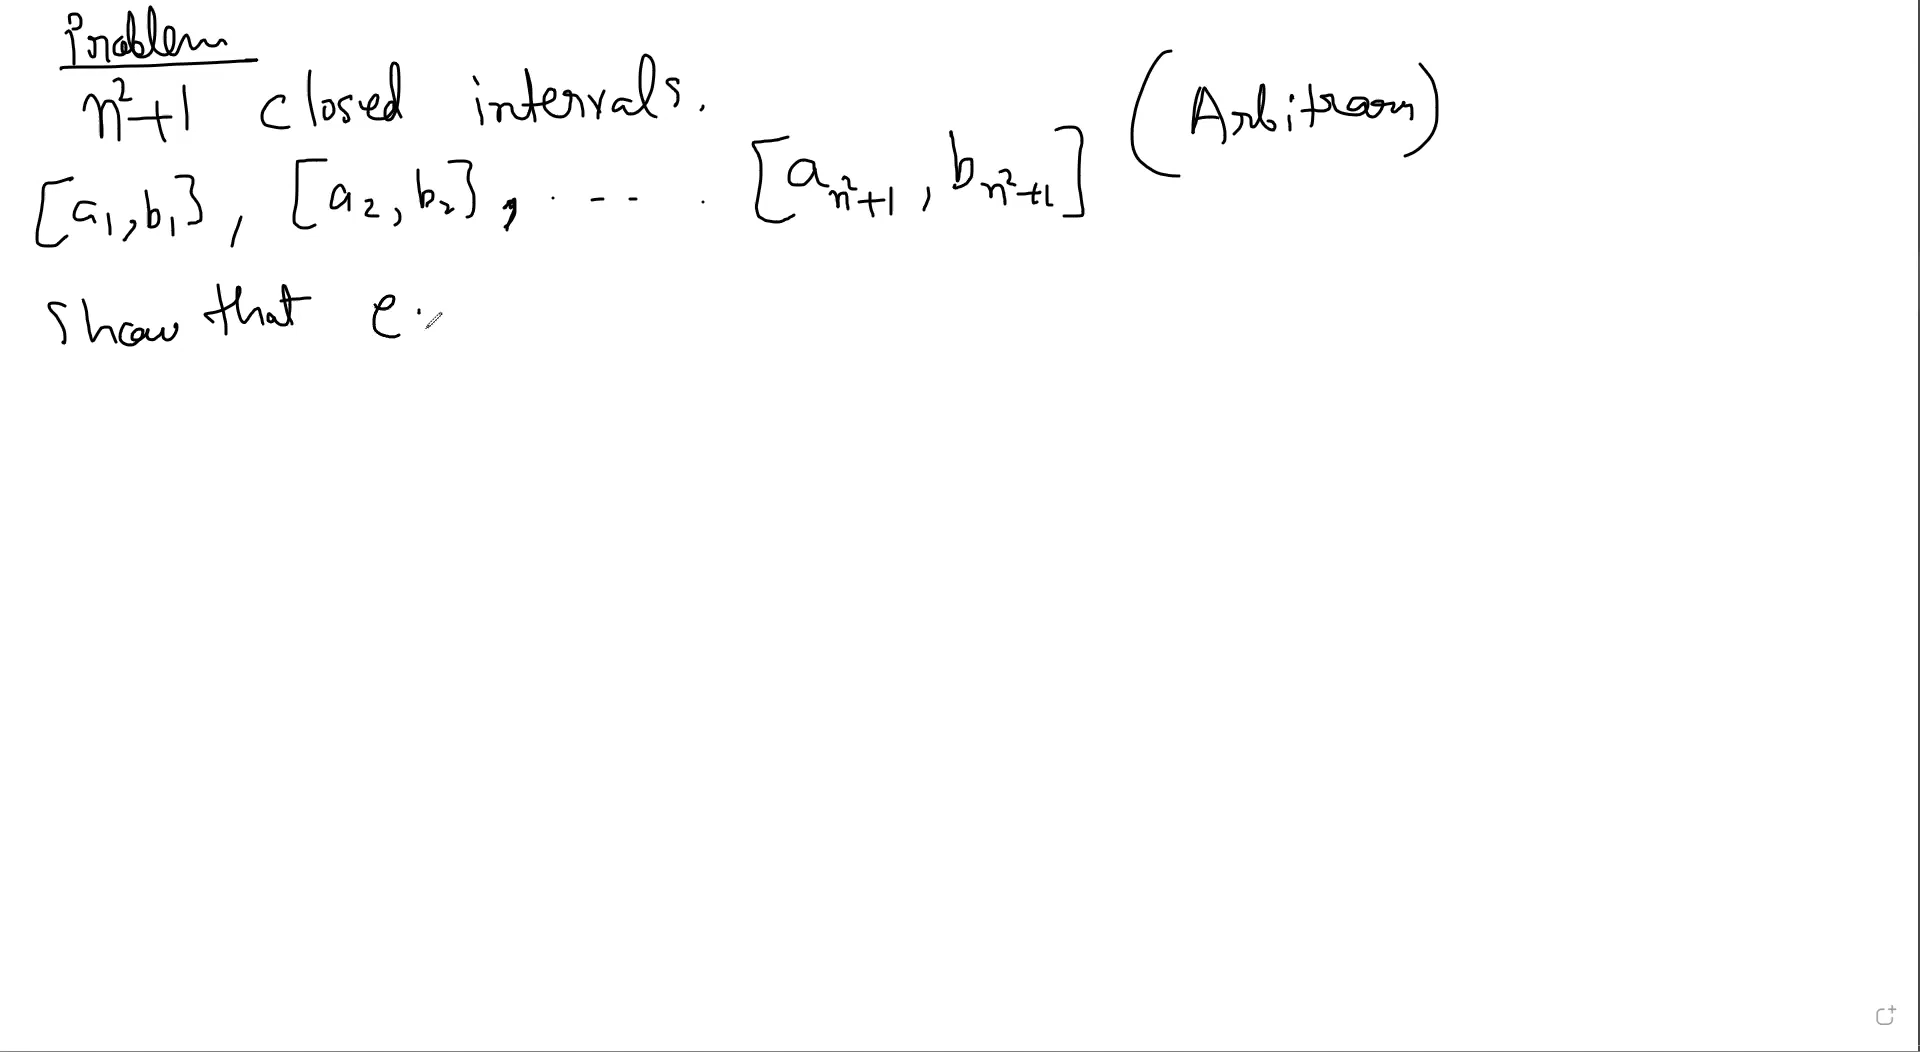 Problem
n²+1 closed intervals. (Arbitrary)
[a₁,b₁], [a₂,b₂], ..... [aₙ²₊₁, bₙ²₊₁]
show that e